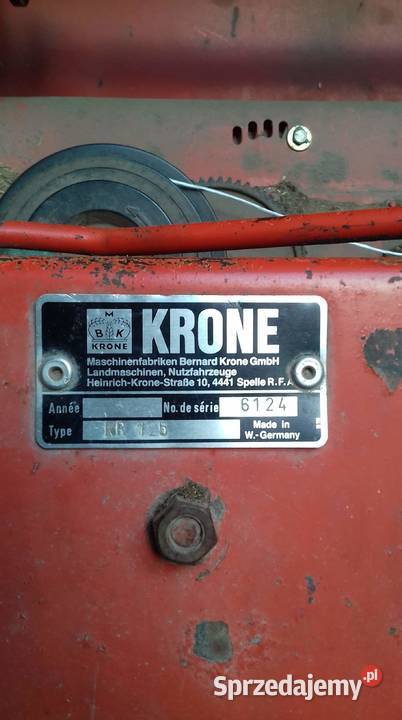 M
B K
KRONE
KRONE
Maschinenfabriken Bernard Krone GmbH
Landmaschinen, Nutzfahrzeuge
Heinrich-Krone-Straße 10, 4441 Spelle R.F.A
Année
No. de série 6124
Type KR
Made in
W.-Germany
Sprzedajemy.pl